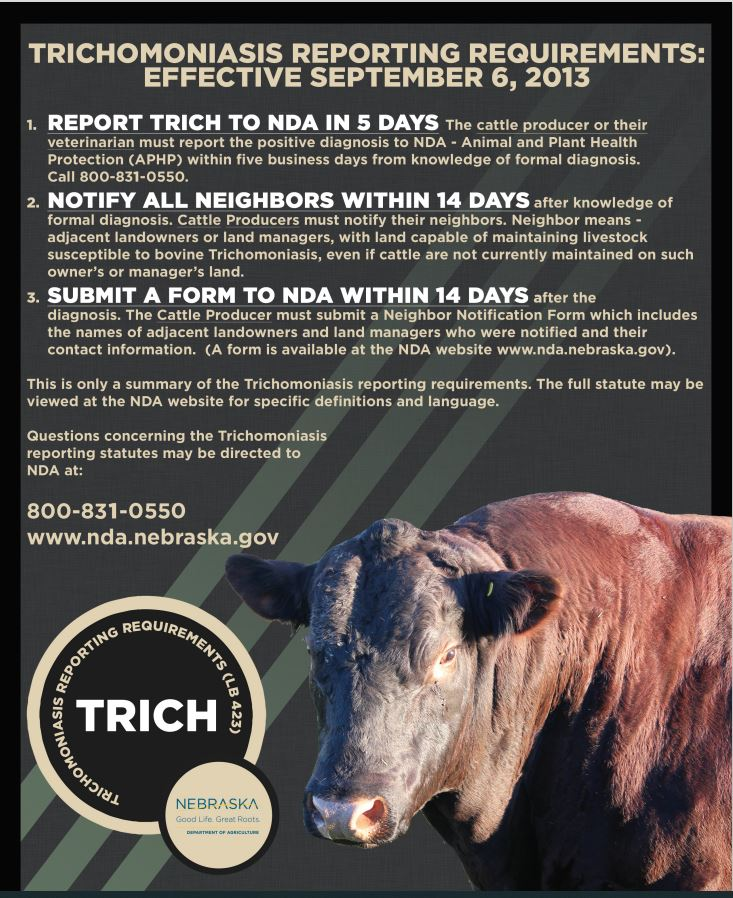 TRICHOMONIASIS REPORTING REQUIREMENTS:
EFFECTIVE SEPTEMBER 6, 2013
1. REPORT TRICH TO NDA IN 5 DAYS The cattle producer or their
veterinarian must report the positive diagnosis to NDA - Animal and Plant Health
Protection (APHP) within five business days from knowledge of formal diagnosis.
Call 800-831-0550.
2. NOTIFY ALL NEIGHBORS WITHIN 14 DAYS after knowledge of
formal diagnosis. Cattle Producers must notify their neighbors. Neighbor means -
adjacent landowners or land managers, with land capable of maintaining livestock
susceptible to bovine Trichomoniasis, even if cattle are not currently maintained on such
owner's or manager's land.
3. SUBMIT A FORM TO NDA WITHIN 14 DAYS after the
diagnosis. The Cattle Producer must submit a Neighbor Notification Form which includes
the names of adjacent landowners and land managers who were notified and their
contact information. (A form is available at the NDA website www.nda.nebraska.gov).
This is only a summary of the Trichomoniasis reporting requirements. The full statute may be
viewed at the NDA website for specific definitions and language.
Questions concerning the Trichomoniasis
reporting statutes may be directed to
NDA at:
800-831-0550
www.nda.nebraska.gov
TRICHOMONIASIS REPORTING REQUIREMENTS (LB 423)
TRICH
NEBRASKA
Good Life. Great Roots.
DEPARTMENT OF AGRICULTURE